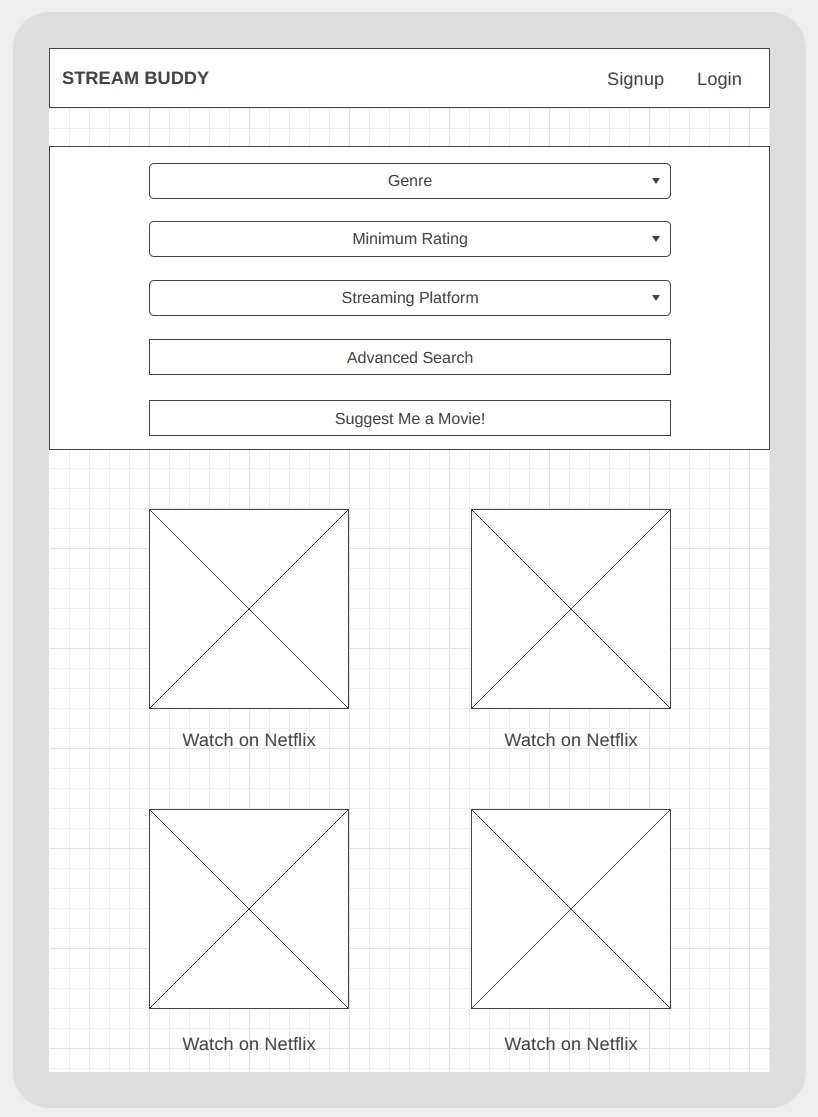 STREAM BUDDY Signup Login
Genre
Minimum Rating
Streaming Platform
Advanced Search
Suggest Me a Movie!
Watch on Netflix Watch on Netflix
Watch on Netflix Watch on Netflix